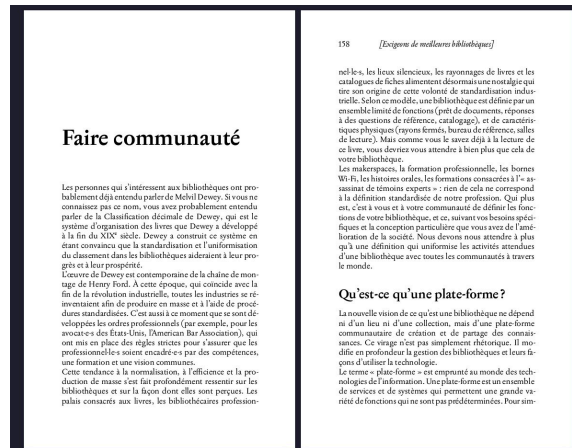 Faire communauté
Les personnes qui s'intéressent aux bibliothèques ont pro-
bablement déjà entendu parler de Melvil Dewey. Si vous ne
connaissez pas ce nom, vous avez probablement entendu
parler de la Classification décimale de Dewey, qui est le
système d'organisation des livres que Dewey a développé
à la fin du XIXe siècle. Dewey a construit ce système en
étant convaincu que la standardisation et l'uniformisation
du classement dans les bibliothèques aideraient à leur pro-
grès et à leur prospérité.
L'œuvre de Dewey est contemporaine de la chaîne de mon-
tage de Henry Ford. À cette époque, qui coïncide avec la
fin de la révolution industrielle, toutes les industries se ré-
inventaient afin de produire en masse et à l'aide de procé-
dures standardisées. C'est aussi à ce moment que se sont dé-
veloppées les ordres professionnels (par exemple, pour les
avocat·e·s des États-Unis, l'American Bar Association), qui
ont mis en place des règles strictes pour s'assurer que les
professionnel·le·s soient encadré·e·s par des compétences,
une formation et une vision communes.
Cette tendance à la normalisation, à l'efficience et la pro-
duction de masse s'est fait profondément ressentir sur les
bibliothèques et sur la façon dont elles sont perçues. Les
palais consacrés aux livres, les bibliothécaires profession-
158 [Exigeons de meilleures bibliothèques]
nel·le·s, les lieux silencieux, les rayonnages de livres et les
catalogues de fiches alimentent désormais une nostalgie qui
tire son origine de cette volonté de standardisation indus-
trielle. Selon ce modèle, une bibliothèque est définie par un
ensemble limité de fonctions (prêt de documents, réponses
à des questions de référence, catalogage), et de caractéris-
tiques physiques (rayons fermés, bureau de référence, salles
de lecture). Mais comme vous le savez déjà à la lecture de
ce livre, vous devriez vous attendre à bien plus que cela de
votre bibliothèque.
Les makerspaces, la formation professionnelle, les bornes
Wi-Fi, les histoires orales, les formations consacrées à l'« as-
sassinat de témoins experts » : rien de cela ne correspond
à la définition standardisée de notre profession. Qui plus
est, c'est à vous et à votre communauté de définir les fonc-
tions de votre bibliothèque, et ce, suivant vos besoins spéci-
fiques et la conception particulière que vous avez de l'amé-
lioration de la société. Nous devons nous attendre à plus
qu'à une définition qui uniformise les activités attendues
d'une bibliothèque avec toutes les communautés à travers
le monde.
Qu'est-ce qu'une plate-forme ?
La nouvelle vision de ce qu'est une bibliothèque ne dépend
ni d'un lieu ni d'une collection, mais d'une plate-forme
communautaire de création et de partage des connais-
sances. Ce virage n'est pas simplement rhétorique. Il mo-
difie en profondeur la gestion des bibliothèques et leurs fa-
çons d'utiliser la technologie.
Le terme « plate-forme » est emprunté au monde des tech-
nologies de l'information. Une plate-forme est un ensemble
de services et de systèmes qui permettent une grande va-
riété de fonctions qui ne sont pas prédéterminées. Pour sim-